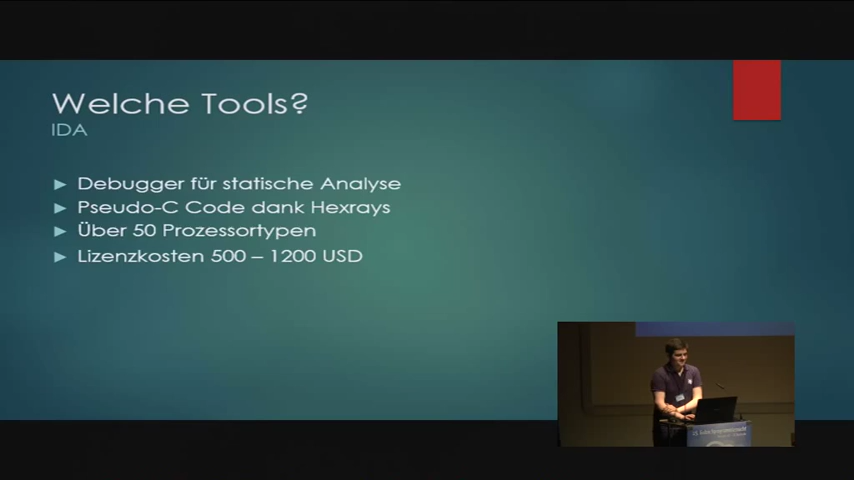 Welche Tools?
IDA
► Debugger für statische Analyse
► Pseudo-C Code dank Hexrays
► Über 50 Prozessortypen
► Lizenzkosten 500 – 1200 USD